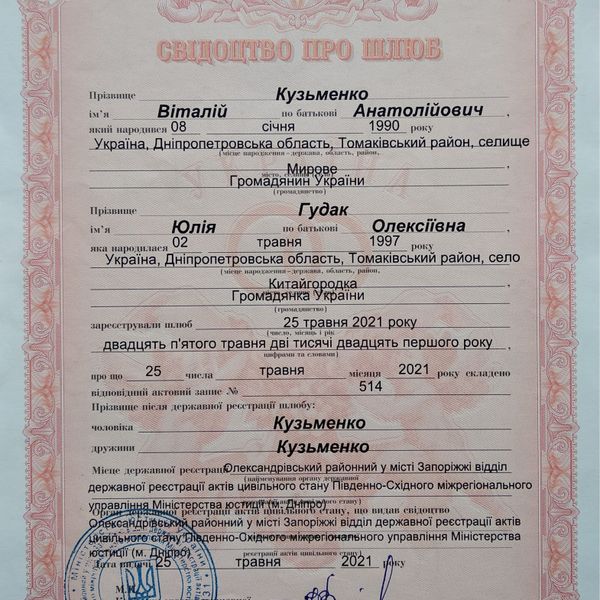 СВІДОЦТВО ПРО ШЛЮБ
Прізвище Кузьменко
ім'я Віталій по батькові Анатолійович,
який народився 08 січня 1990 року
Україна, Дніпропетровська область, Томаківський район, селище
(місце народження - держава, область, район,
Мирове,
місто, селище, село)
Громадянин України
(громадянство)
Прізвище Гудак
ім'я Юлія по батькові Олексіївна,
яка народилася 02 травня 1997 року
Україна, Дніпропетровська область, Томаківський район, село
(місце народження - держава, область, район,
Китайгородка,
Громадянка України
(громадянство)
зареєстрували шлюб 25 травня 2021 року
(число, місяць і рік
двадцять п'ятого травня дві тисячі двадцять першого року,
цифрами та словами)
про що 25 числа травня місяця 2021 року складено
відповідний актовий запис № 514
Прізвище після державної реєстрації шлюбу:
чоловіка Кузьменко
дружини Кузьменко
Місце державної реєстрації Олександрівський районний у місті Запоріжжі відділ
(найменування органу державної
державної реєстрації актів цивільного стану Південно-Східного міжрегіонального
реєстрації актів цивільного стану)
управління Міністерства юстиції (м. Дніпро)
Орган державної реєстрації актів цивільного стану, що видав свідоцтво
Олександрівський районний у місті Запоріжжі відділ державної реєстрації актів
цивільного стану Південно-Східного міжрегіонального управління Міністерства
юстиції (м. Дніпро)
реєстрації актів цивільного стану)
Дата видачі 25 травня 2021 року
М.П.